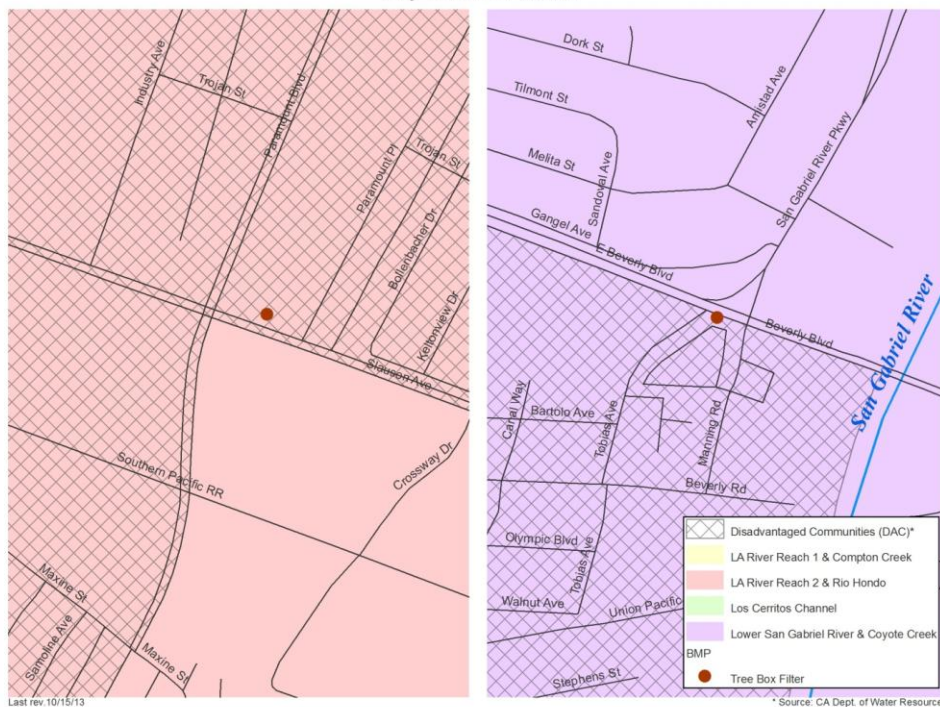 Industry Ave
Trojan St
Paramount Blvd
Paramount Pl
Trojan St
Bollenbacher Dr
Keltonview Dr
Slauson Ave
Southern Pacific RR
Crossway Dr
Maxine St
Samoline Ave
Maxine St
Last rev.10/15/13
Dork St
Amistad Ave
Tilmont St
San Gabriel River Pkwy
Melita St
Sandoval Ave
Gangel Ave
E Beverly Blvd
Beverly Blvd
San Gabriel River
Canal Way
Bartolo Ave
Tobias Ave
Manning Rd
Beverly Rd
Olympic Blvd
Tobias Ave
Walnut Ave
Union Pacific
Stephens St
Disadvantaged Communities (DAC)*
LA River Reach 1 & Compton Creek
LA River Reach 2 & Rio Hondo
Los Cerritos Channel
Lower San Gabriel River & Coyote Creek
BMP
Tree Box Filter
* Source: CA Dept. of Water Resource